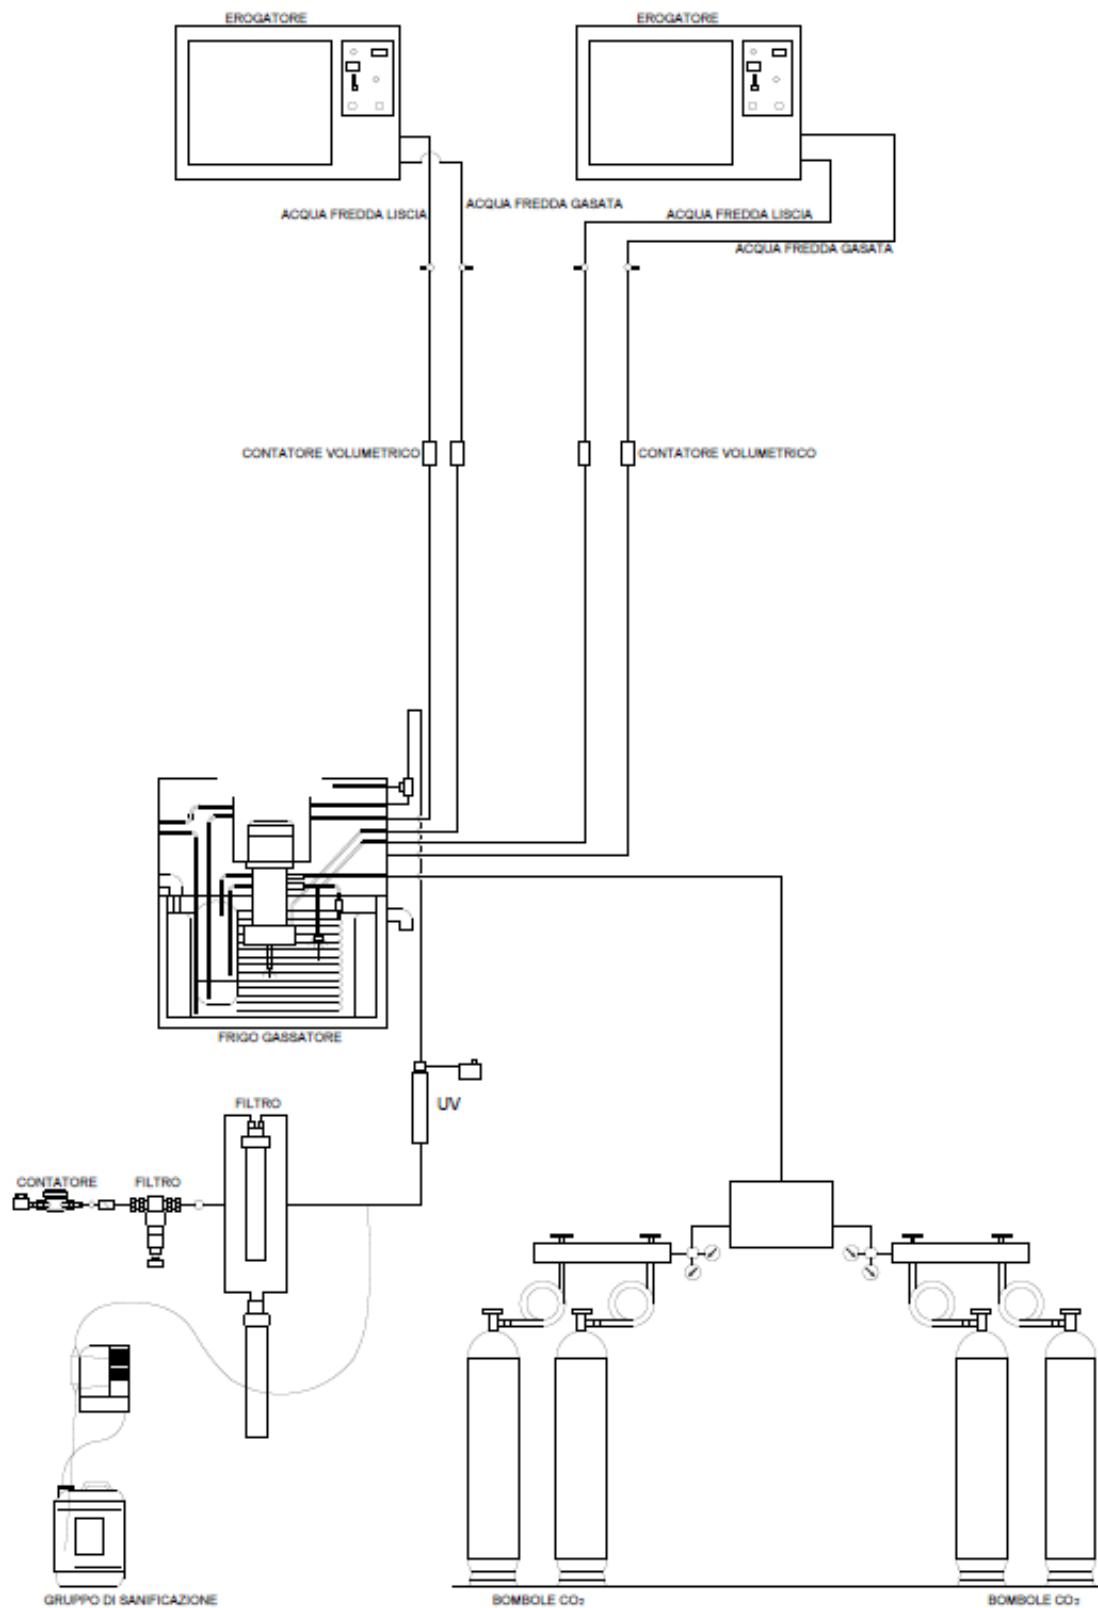 EROGATORE
EROGATORE
ACQUA FREDDA LISCIA
ACQUA FREDDA GASATA
ACQUA FREDDA LISCIA
ACQUA FREDDA GASATA
CONTATORE VOLUMETRICO
CONTATORE VOLUMETRICO
FRIGO GASSATORE
FILTRO
UV
CONTATORE
FILTRO
GRUPPO DI SANIFICAZIONE
BOMBOLE CO₂
BOMBOLE CO₂